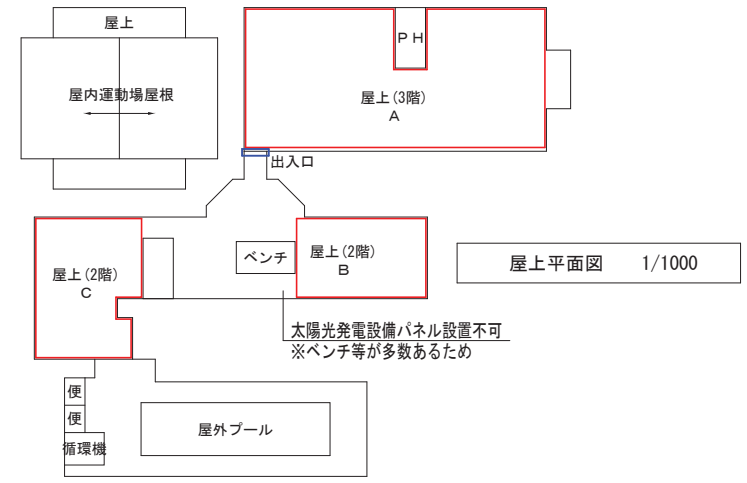 屋上
PH
屋内運動場屋根
屋上(3階)
A
出入口
ベンチ
屋上(2階)
B
屋上平面図 1/1000
屋上(2階)
C
太陽光発電設備パネル設置不可
※ベンチ等が多数あるため
便
便
循環機
屋外プール